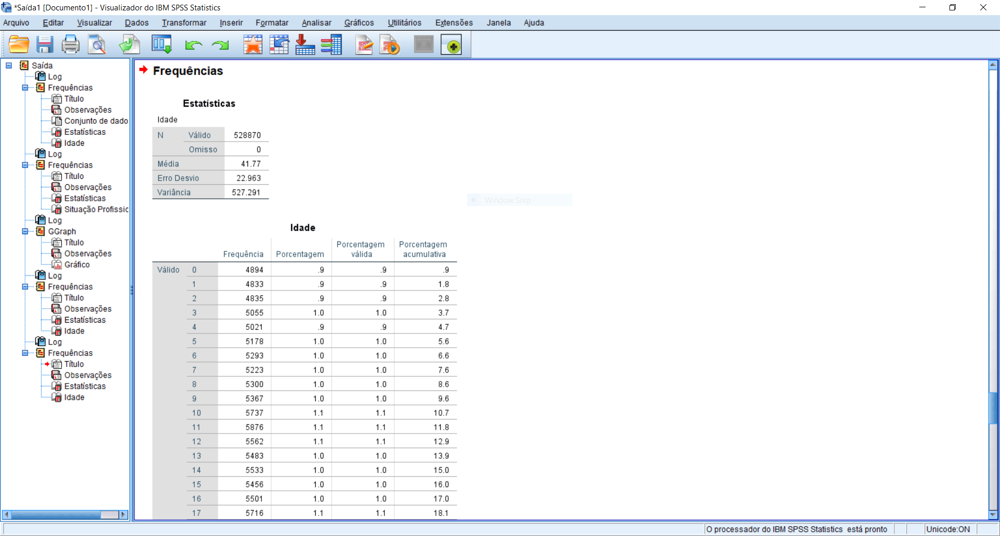 *Saída1 [Documento1] - Visualizador do IBM SPSS Statistics
Arquivo Editar Visualizar Dados Transformar Inserir Formatar Analisar Gráficos Utilitários Extensões Janela Ajuda
Saída
Log
Frequências
Título
Observações
Conjunto de dado
Estatísticas
Idade
Log
Frequências
Título
Observações
Estatísticas
Situação Profissic
Log
GGraph
Título
Observações
Gráfico
Log
Frequências
Título
Observações
Estatísticas
Idade
Log
Frequências
Título
Observações
Estatísticas
Idade
Frequências
Estatísticas
Idade
N Válido 528870
Omisso 0
Média 41.77
Erro Desvio 22.963
Variância 527.291
Window Snip
Idade
Frequência Porcentagem Porcentagem válida Porcentagem acumulativa
Válido 0 4894 .9 .9 .9
1 4833 .9 .9 1.8
2 4835 .9 .9 2.8
3 5055 1.0 1.0 3.7
4 5021 .9 .9 4.7
5 5178 1.0 1.0 5.6
6 5293 1.0 1.0 6.6
7 5223 1.0 1.0 7.6
8 5300 1.0 1.0 8.6
9 5367 1.0 1.0 9.6
10 5737 1.1 1.1 10.7
11 5876 1.1 1.1 11.8
12 5562 1.1 1.1 12.9
13 5483 1.0 1.0 13.9
14 5533 1.0 1.0 15.0
15 5456 1.0 1.0 16.0
16 5501 1.0 1.0 17.0
17 5716 1.1 1.1 18.1
O processador do IBM SPSS Statistics está pronto
Unicode:ON